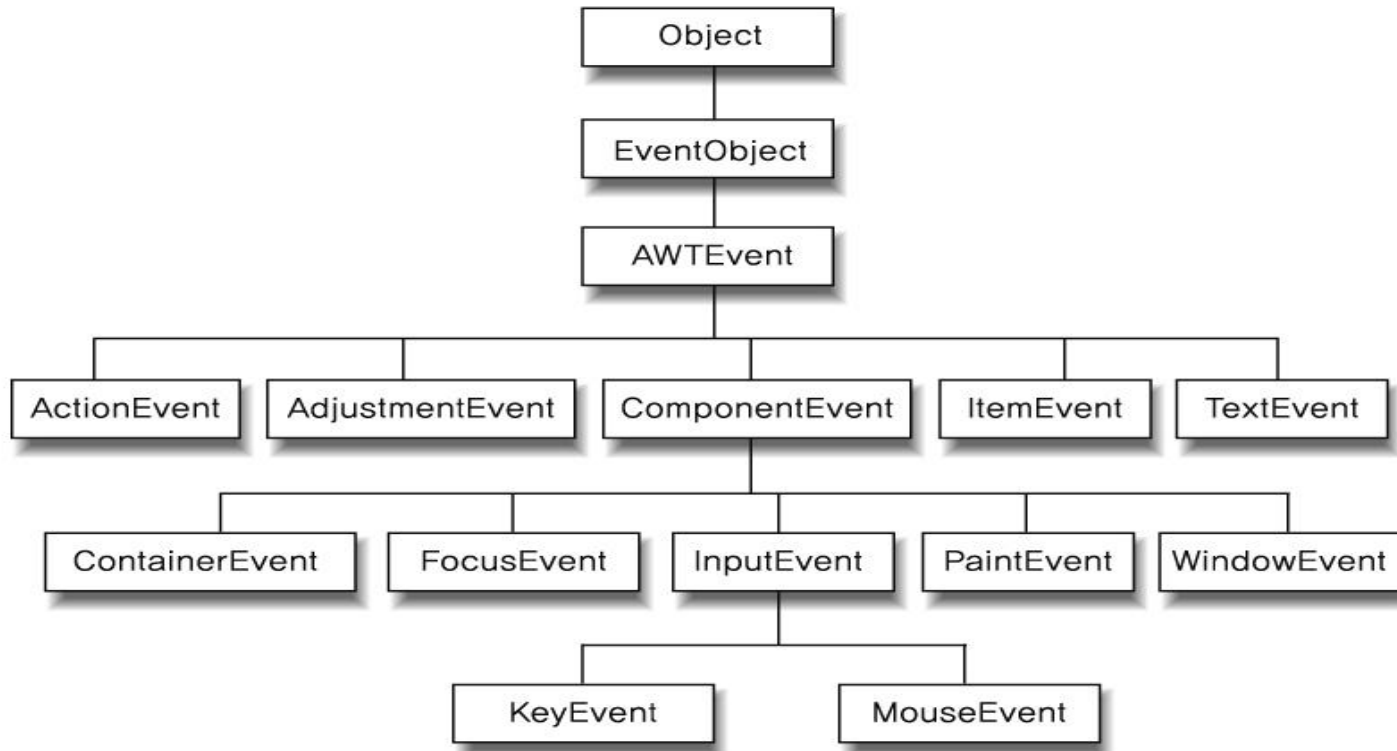 Object
EventObject
AWTEvent
ActionEvent AdjustmentEvent ComponentEvent ItemEvent TextEvent
ContainerEvent FocusEvent InputEvent PaintEvent WindowEvent
KeyEvent MouseEvent